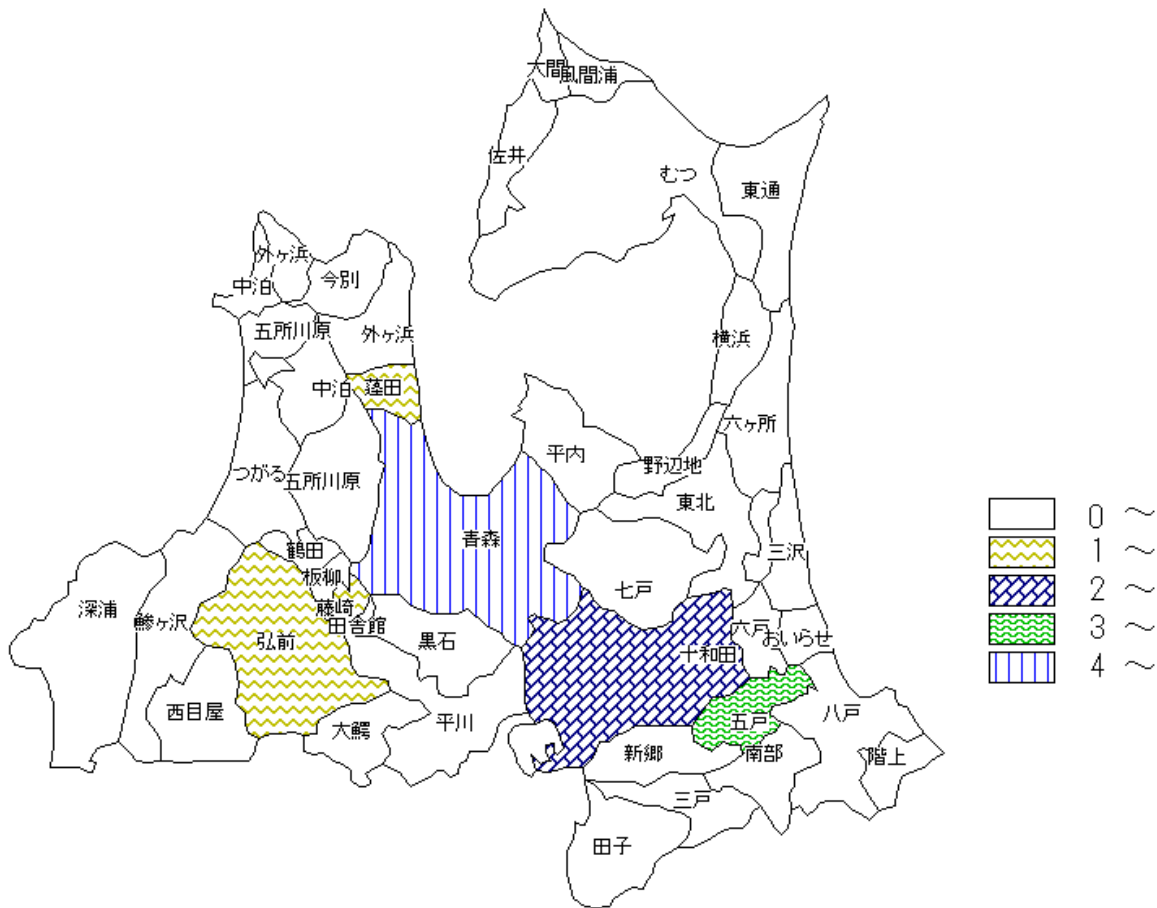 大間
風間浦
佐井
むつ
東通
外ヶ浜
今別
中泊
五所川原
外ヶ浜
横浜
中泊
蓬田
六ヶ所
平内
野辺地
つがる
五所川原
東北
青森
三沢
鶴田
板柳
七戸
深浦
鰺ヶ沢
藤崎
田舎館
弘前
黒石
六戸
おいらせ
十和田
西目屋
大鰐
平川
五戸
八戸
新郷
南部
階上
三戸
田子
0 ～
1 ～
2 ～
3 ～
4 ～